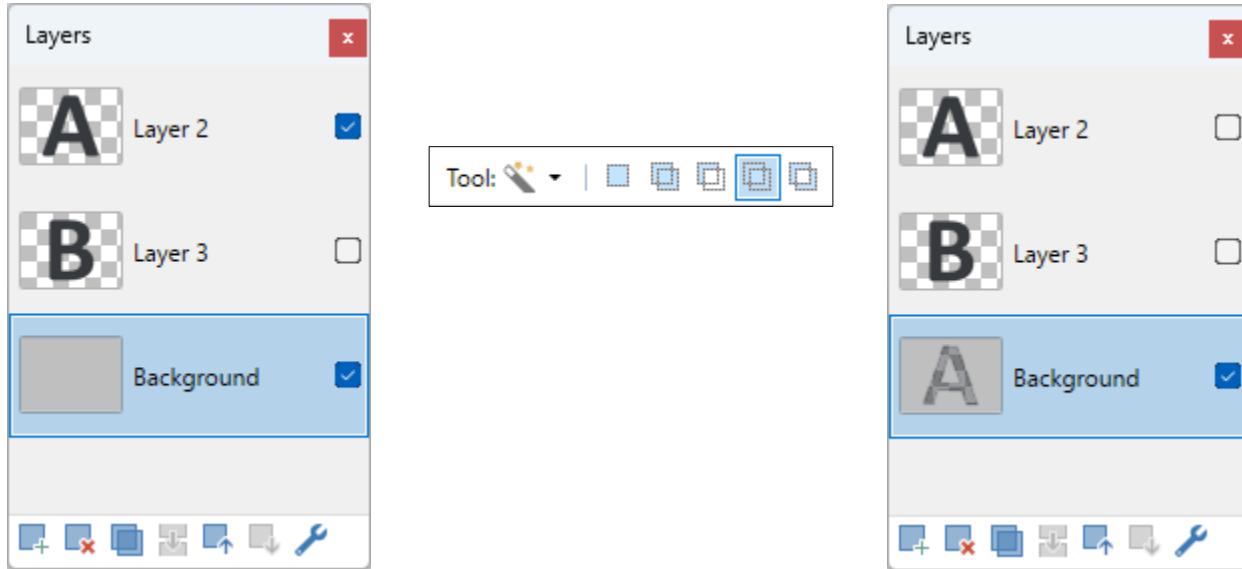 Layers
x
A
Layer 2
B
Layer 3
Background
Tool:
Layers
x
A
Layer 2
B
Layer 3
A
Background